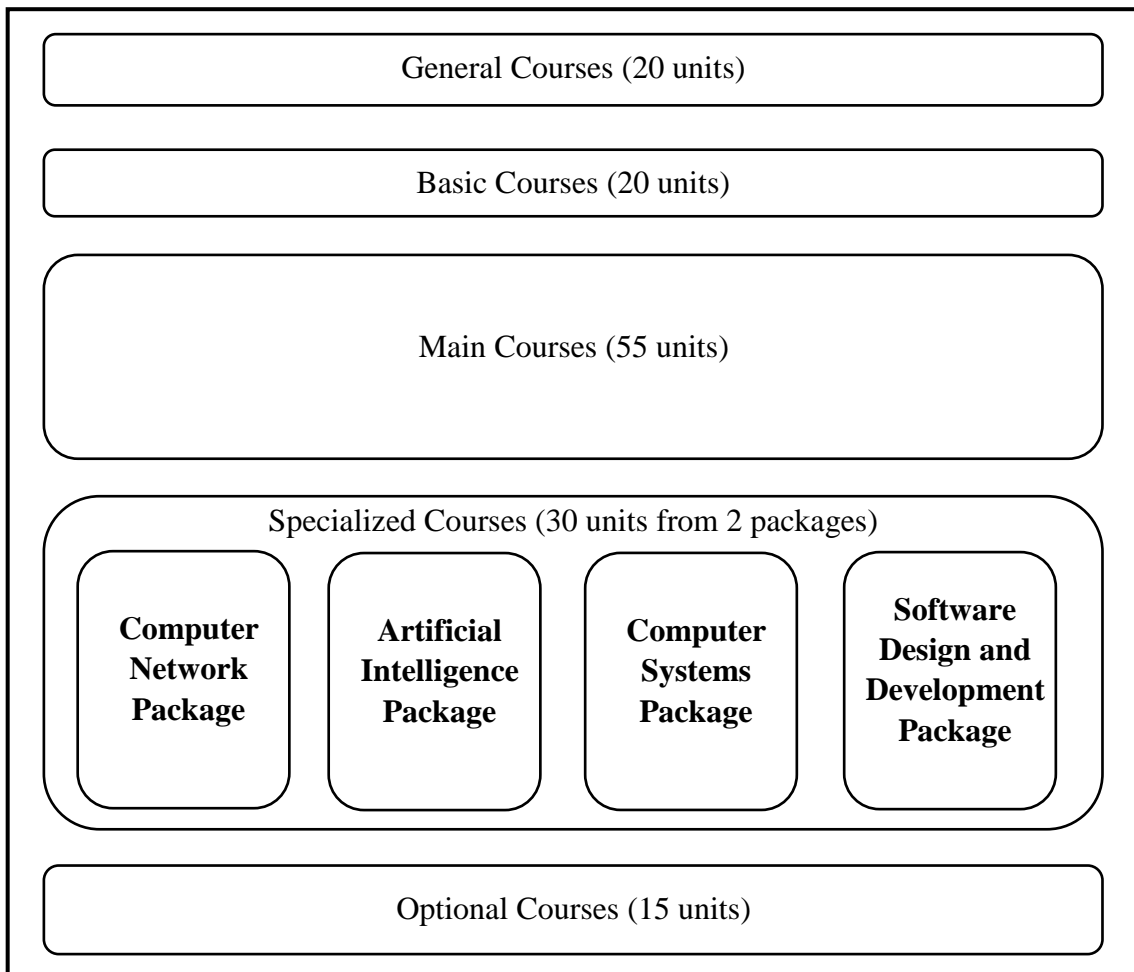 General Courses (20 units)
Basic Courses (20 units)
Main Courses (55 units)
Specialized Courses (30 units from 2 packages)
Computer
Network
Package
Artificial
Intelligence
Package
Computer
Systems
Package
Software
Design and
Development
Package
Optional Courses (15 units)